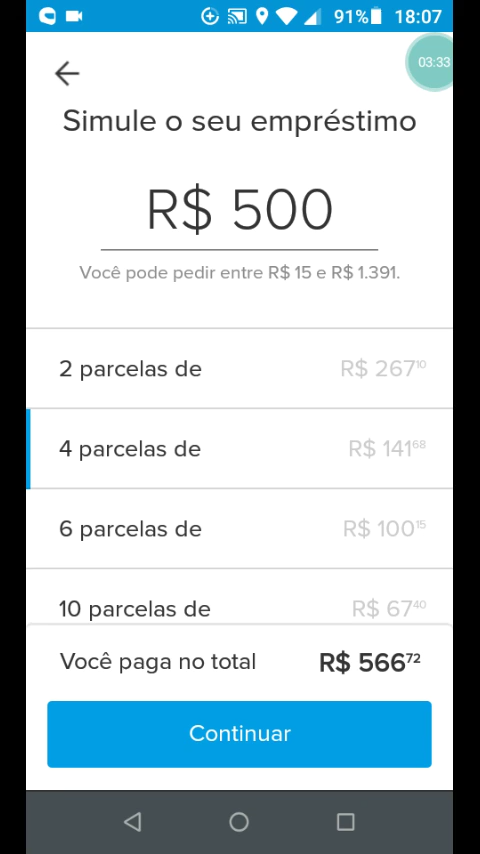 91% 18:07
03:33
Simule o seu empréstimo
R$ 500
Você pode pedir entre R$ 15 e R$ 1.391.
2 parcelas de R$ 267¹⁰
4 parcelas de R$ 141⁶⁸
6 parcelas de R$ 100¹⁵
10 parcelas de R$ 67⁴⁰
Você paga no total R$ 566⁷²
Continuar